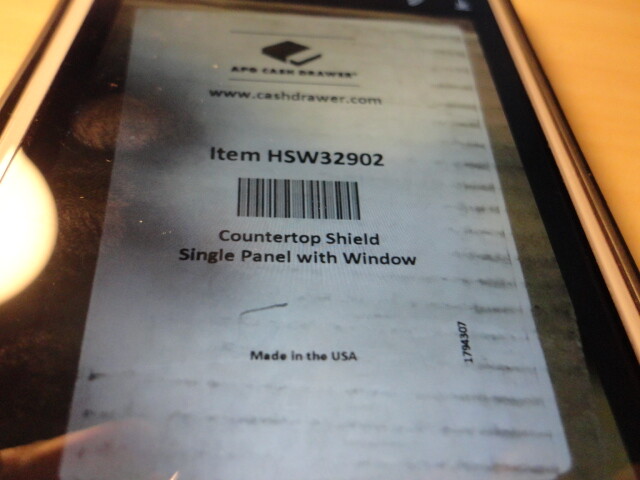 APG CASH DRAWER®
www.cashdrawer.com
Item HSW32902
Countertop Shield
Single Panel with Window
Made in the USA
1794307